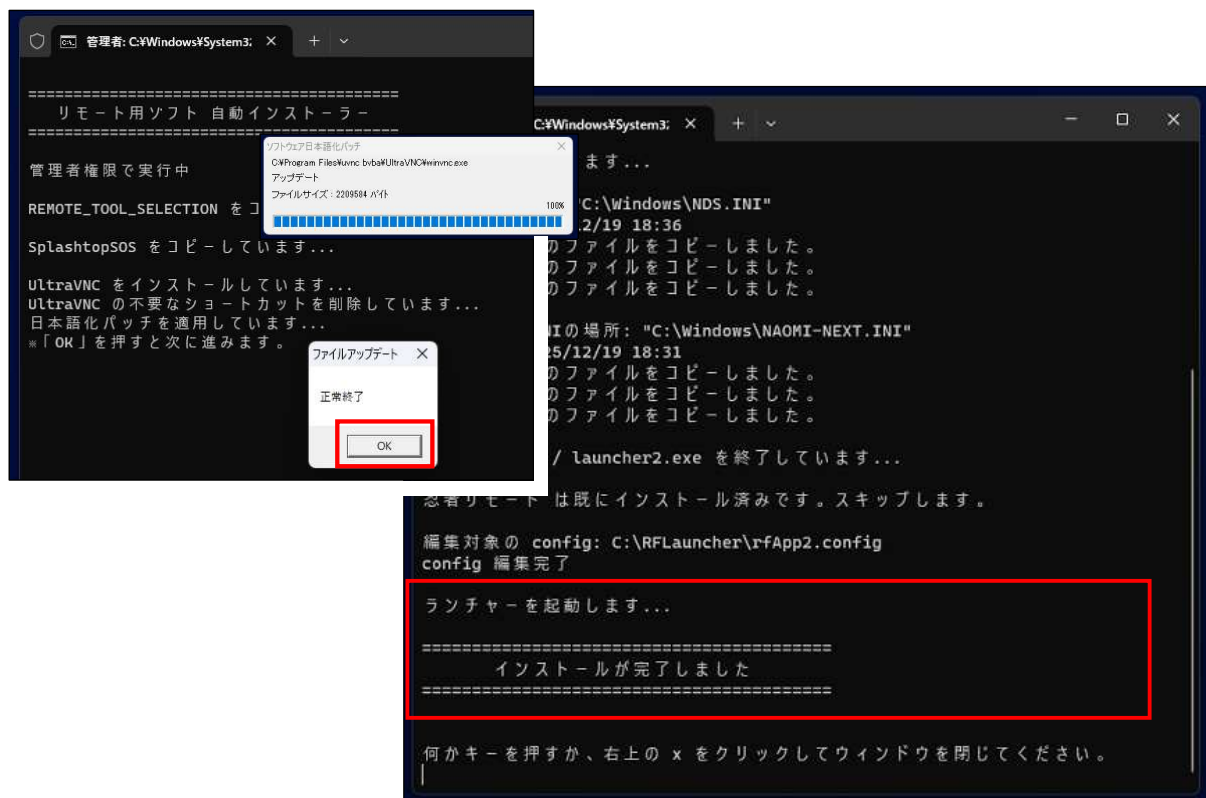 管理者: C:¥Windows¥System3
==========================================
リモート用ソフト 自動インストーラー
==========================================
管理者権限で実行中
REMOTE_TOOL_SELECTION をコ
SplashtopSOS をコピーしています...
UltraVNC をインストールしています...
UltraVNC の不要なショートカットを削除しています...
日本語化パッチを適用しています...
※「OK」を押すと次に進みます。
ソフトウェア日本語化パッチ
C:¥Program Files¥uvnc bvba¥UltraVNC¥winvnc.exe
アップデート
ファイルサイズ : 2209584 バイト
100%
ファイルアップデート
正常終了
OK
C:¥Windows¥System3
ます...
"C:\Windows\NDS.INI"
2/19 18:36
のファイルをコピーしました。
のファイルをコピーしました。
のファイルをコピーしました。
NIの場所: "C:\Windows\NAOMI-NEXT.INI"
25/12/19 18:31
のファイルをコピーしました。
のファイルをコピーしました。
のファイルをコピーしました。
/ launcher2.exe を終了しています...
忍者リモート は既にインストール済みです。スキップします。
編集対象の config: C:\RFLauncher\rfApp2.config
config 編集完了
ランチャーを起動します...
==========================================
インストールが完了しました
==========================================
何かキーを押すか、右上の x をクリックしてウィンドウを閉じてください。